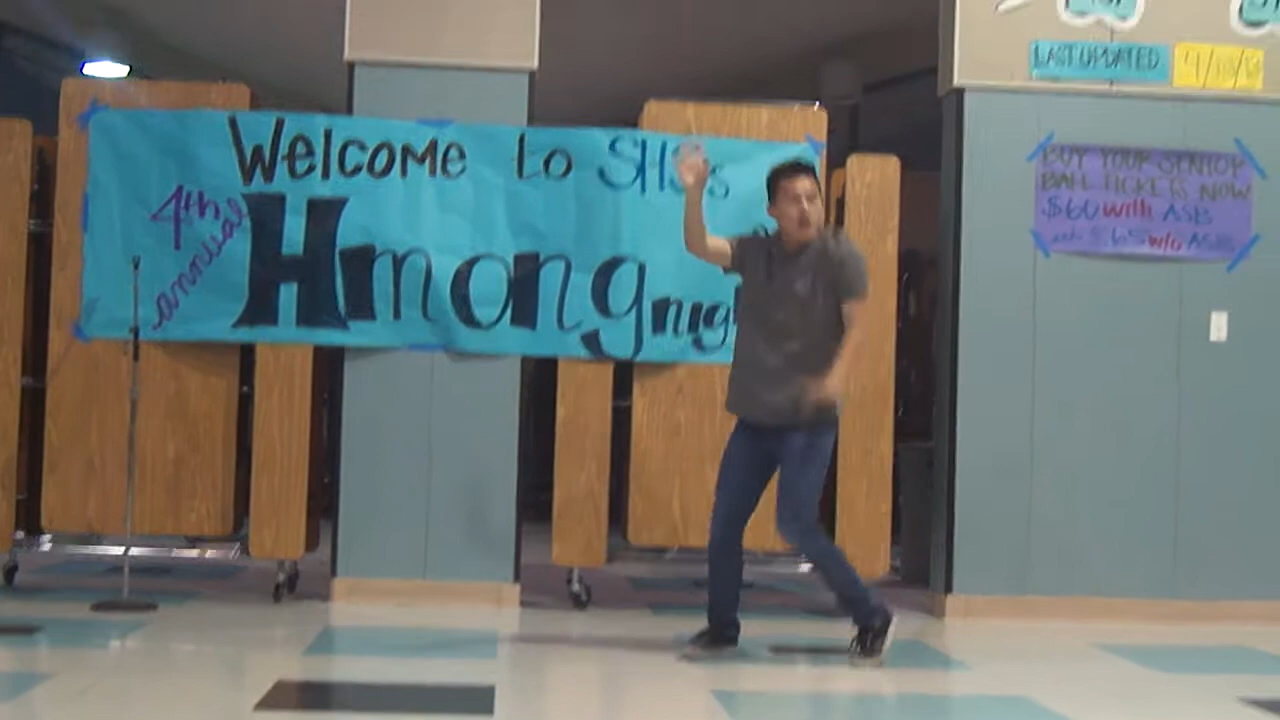 Welcome to SHS's
4th
annual
Hmong
LAST UPDATED
BUY YOUR SENIOR
BALL TICKETS NOW
$60 with ASB
$65 w/o ASB